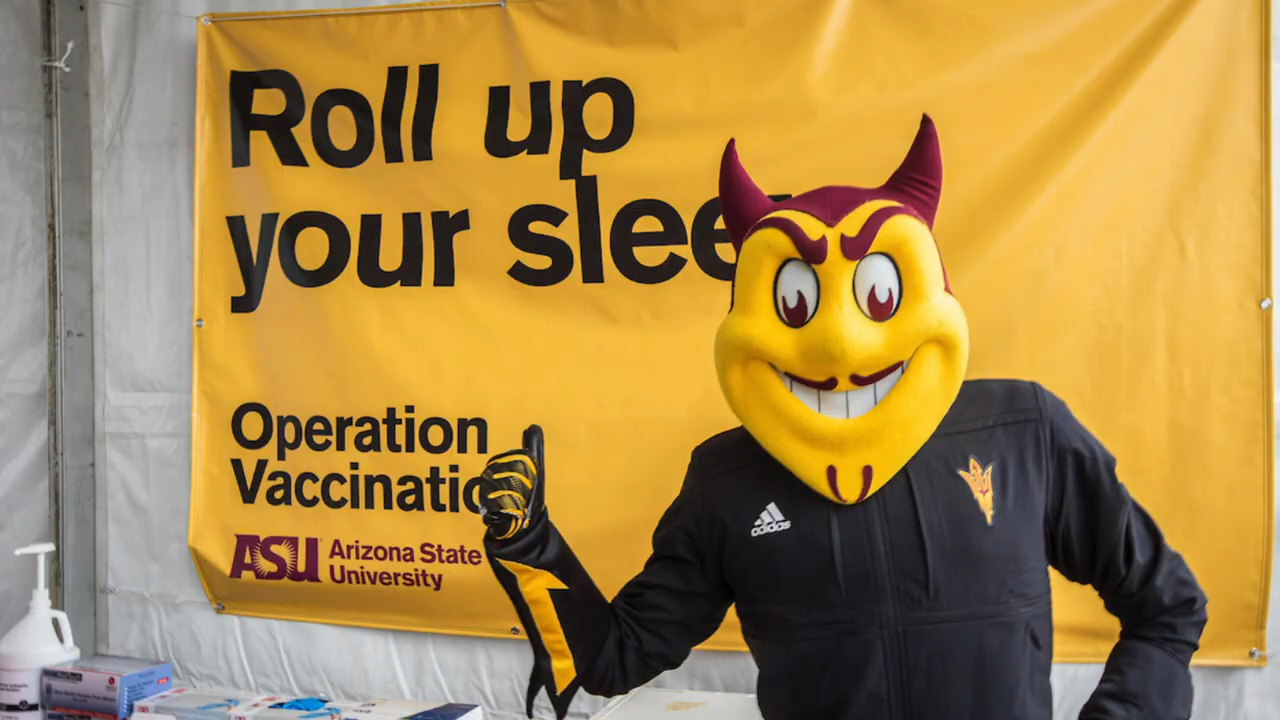 Roll up
your slee
Operation
Vaccinatio
ASU Arizona State
University
adidas